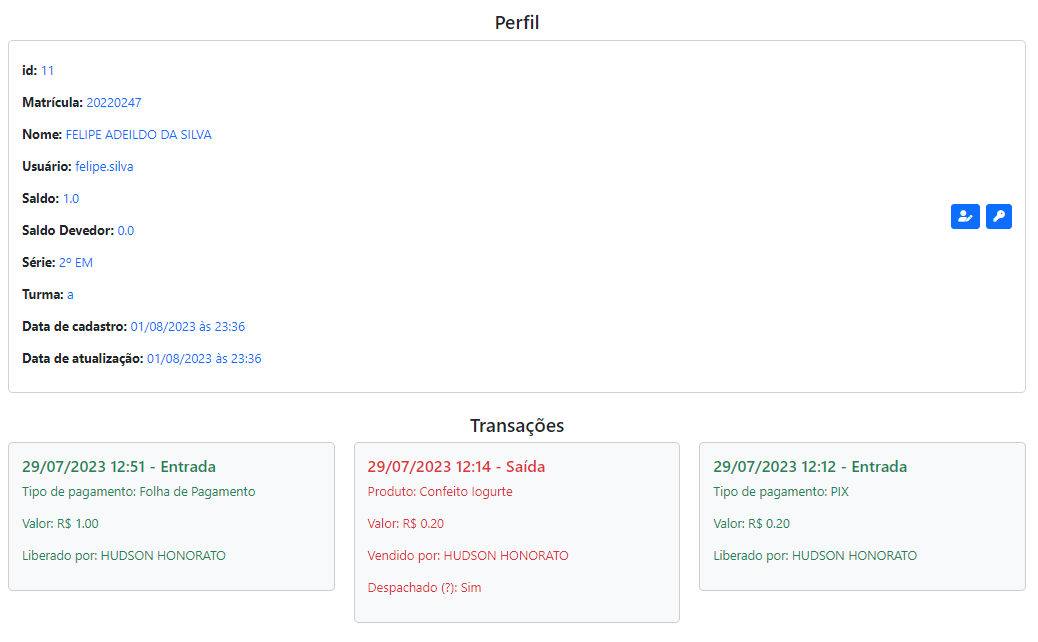 Perfil
id: 11
Matrícula: 20220247
Nome: FELIPE ADEILDO DA SILVA
Usuário: felipe.silva
Saldo: 1.0
Saldo Devedor: 0.0
Série: 2º EM
Turma: a
Data de cadastro: 01/08/2023 às 23:36
Data de atualização: 01/08/2023 às 23:36
Transações
29/07/2023 12:51 - Entrada
Tipo de pagamento: Folha de Pagamento
Valor: R$ 1.00
Liberado por: HUDSON HONORATO
29/07/2023 12:14 - Saída
Produto: Confeito Iogurte
Valor: R$ 0.20
Vendido por: HUDSON HONORATO
Despachado (?): Sim
29/07/2023 12:12 - Entrada
Tipo de pagamento: PIX
Valor: R$ 0.20
Liberado por: HUDSON HONORATO